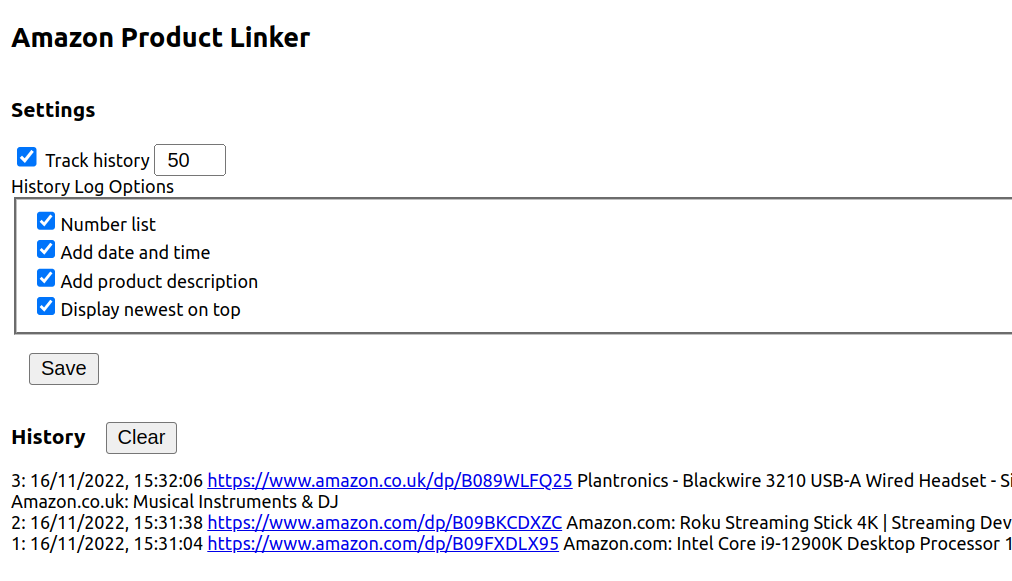 Amazon Product Linker
Settings
Track history 50
History Log Options
Number list
Add date and time
Add product description
Display newest on top
Save
History Clear
3: 16/11/2022, 15:32:06 https://www.amazon.co.uk/dp/B089WLFQ25 Plantronics - Blackwire 3210 USB-A Wired Headset - Si
Amazon.co.uk: Musical Instruments & DJ
2: 16/11/2022, 15:31:38 https://www.amazon.com/dp/B09BKCDXZC Amazon.com: Roku Streaming Stick 4K | Streaming Dev
1: 16/11/2022, 15:31:04 https://www.amazon.com/dp/B09FXDLX95 Amazon.com: Intel Core i9-12900K Desktop Processor 1